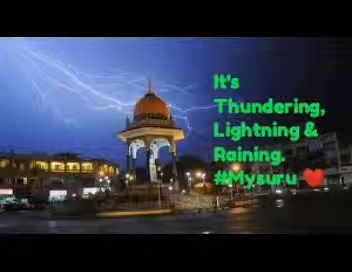 It's
Thundering,
Lightning &
Raining.
#Mysuru ❤️